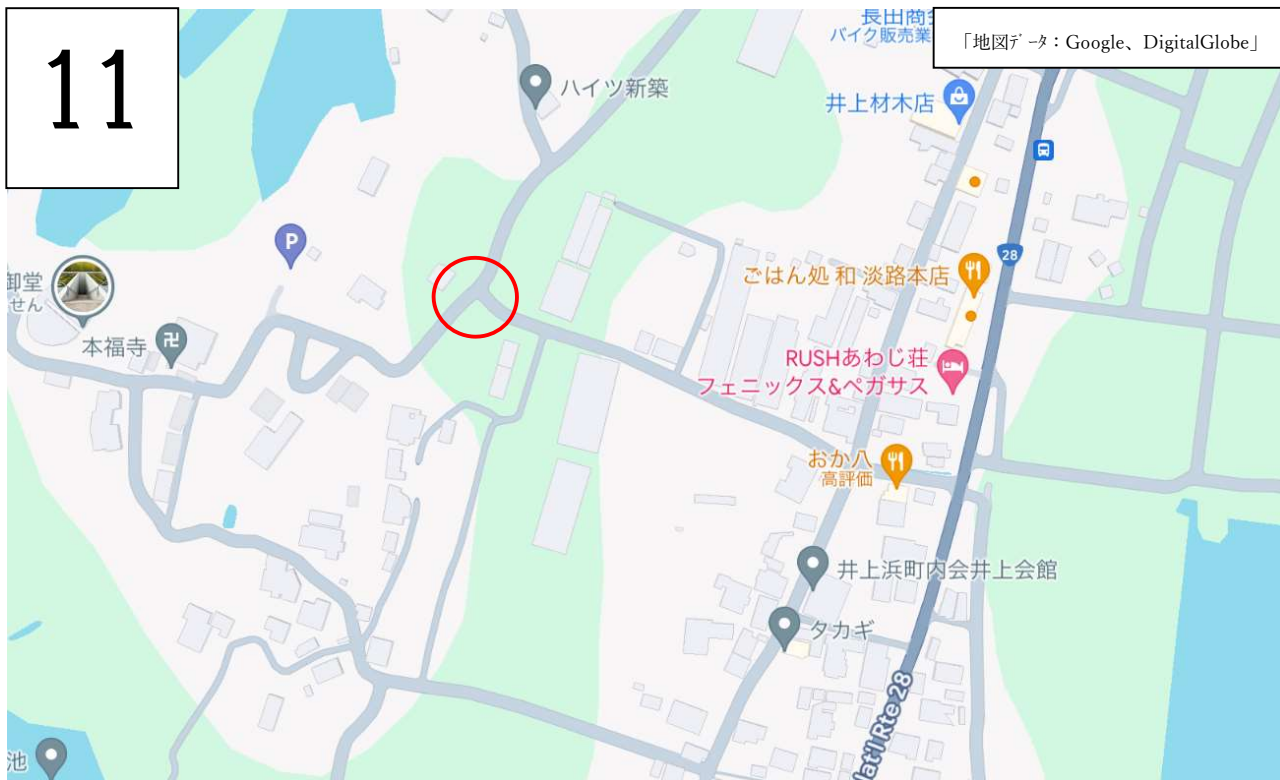 11
「地図データ：Google、DigitalGlobe」
長田商
バイク販売業
ハイツ新築
井上材木店
28
P
御堂
せん
本福寺
ごはん処 和 淡路本店
RUSHあわじ荘
フェニックス&ペガサス
おか八
高評価
井上浜町内会井上会館
タカギ
Nat'l Rte 28
池